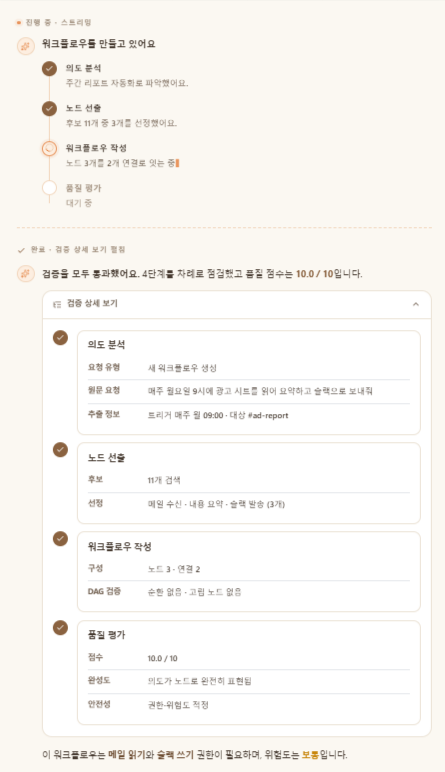 진행 중 · 스트리밍
워크플로우를 만들고 있어요
의도 분석
주간 리포트 자동화로 파악했어요.
노드 선출
후보 11개 중 3개를 선정했어요.
워크플로우 작성
노드 3개를 2개 연결로 잇는 중
품질 평가
대기 중
완료 · 검증 상세 보기 펼침
검증을 모두 통과했어요. 4단계를 차례로 점검했고 품질 점수는 10.0 / 10입니다.
검증 상세 보기
의도 분석
요청 유형 새 워크플로우 생성
원문 요청 매주 월요일 9시에 광고 시트를 읽어 요약하고 슬랙으로 보내줘
추출 정보 트리거 매주 월 09:00 · 대상 #ad-report
노드 선출
후보 11개 검색
선정 메일 수신 · 내용 요약 · 슬랙 발송 (3개)
워크플로우 작성
구성 노드 3 · 연결 2
DAG 검증 순환 없음 · 고립 노드 없음
품질 평가
점수 10.0 / 10
완성도 의도가 노드로 완전히 표현됨
안전성 권한·위험도 적정
이 워크플로우는 메일 읽기와 슬랙 쓰기 권한이 필요하며, 위험도는 보통입니다.